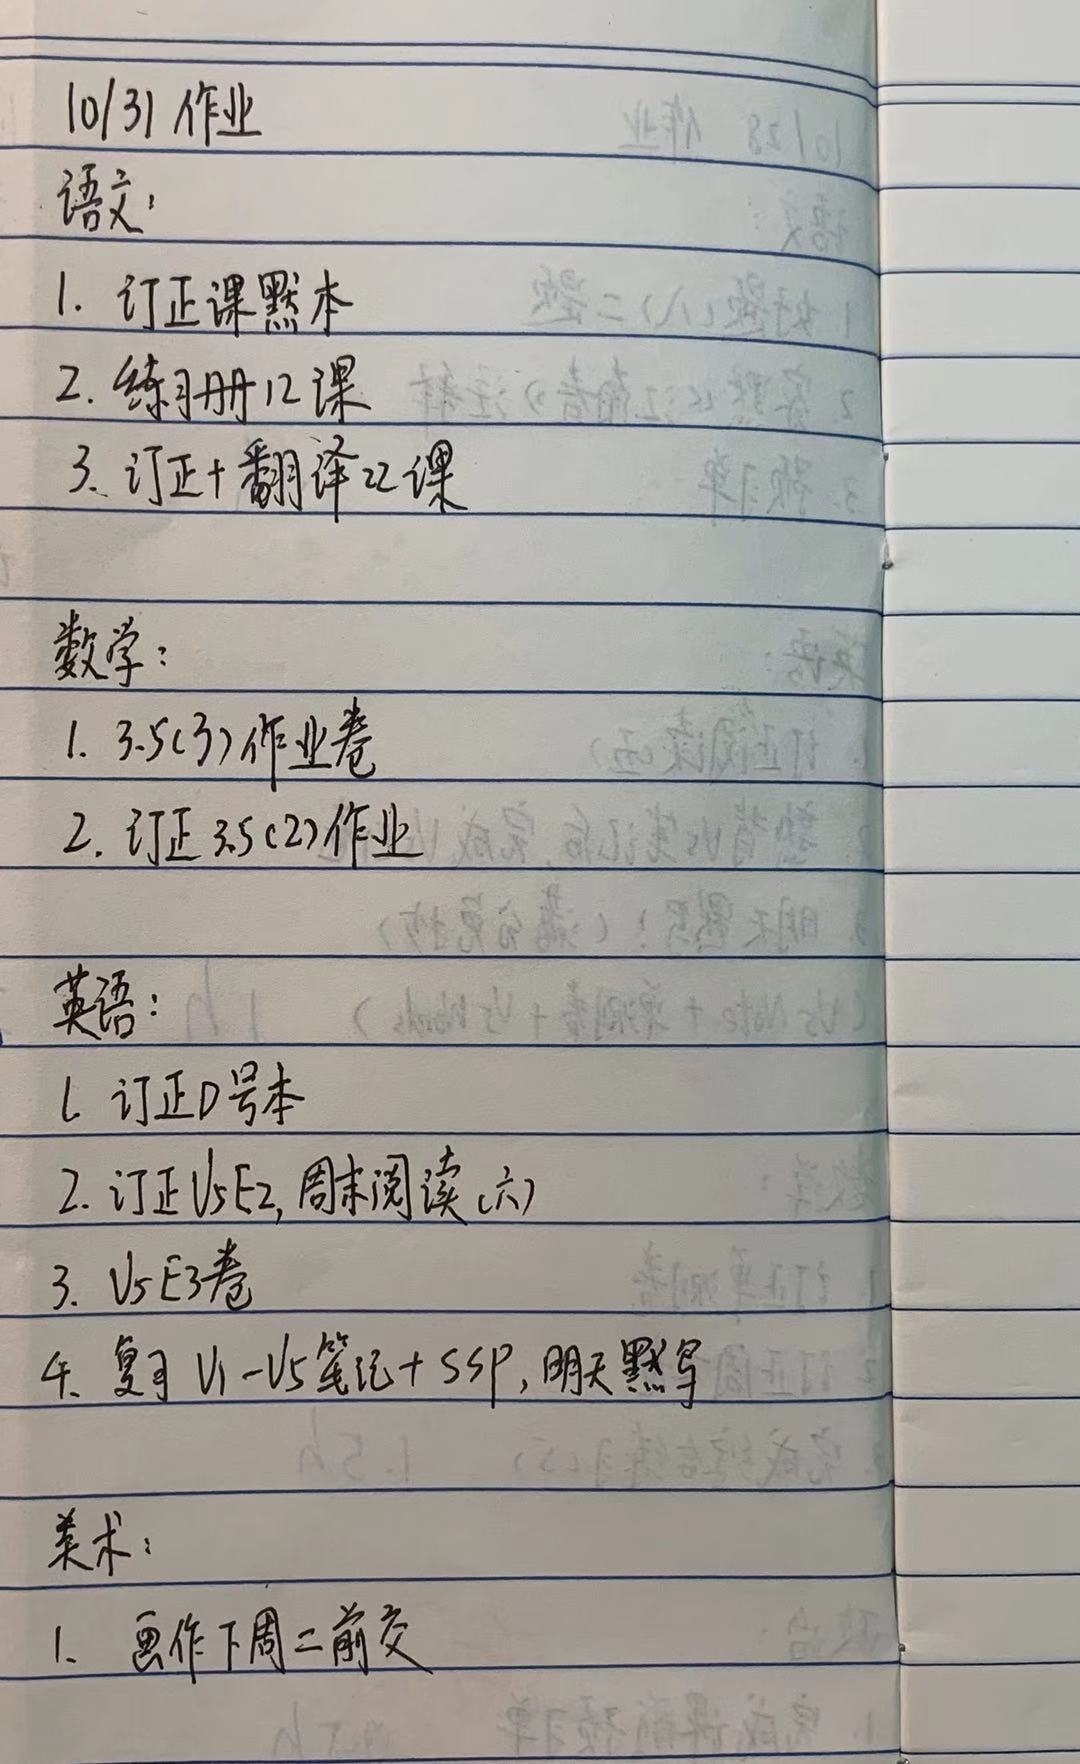 10/31 作业
语文:
1. 订正课默本
2. 练习册12课
3. 订正+翻译22课
数学:
1. 3.5(3)作业卷
2. 订正3.5(2)作业
英语:
1. 订正D号本
2. 订正U5E2,周末阅读(六)
3. U5E3卷
4. 复习 U1-U5笔记+SSP,明天默写
美术:
1. 画作下周二前交